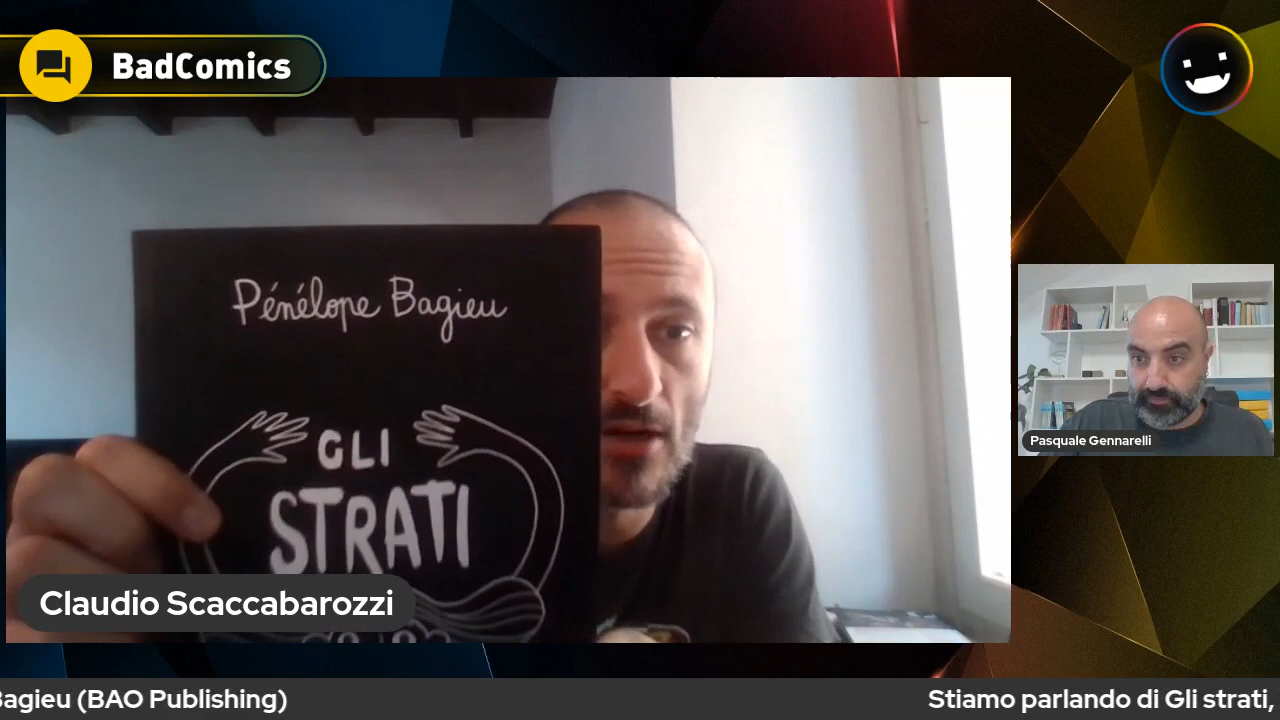 BadComics
Pénélope Bagieu
GLI
STRATI
Claudio Scaccabarozzi
Pasquale Gennarelli
Bagieu (BAO Publishing)
Stiamo parlando di Gli strati,